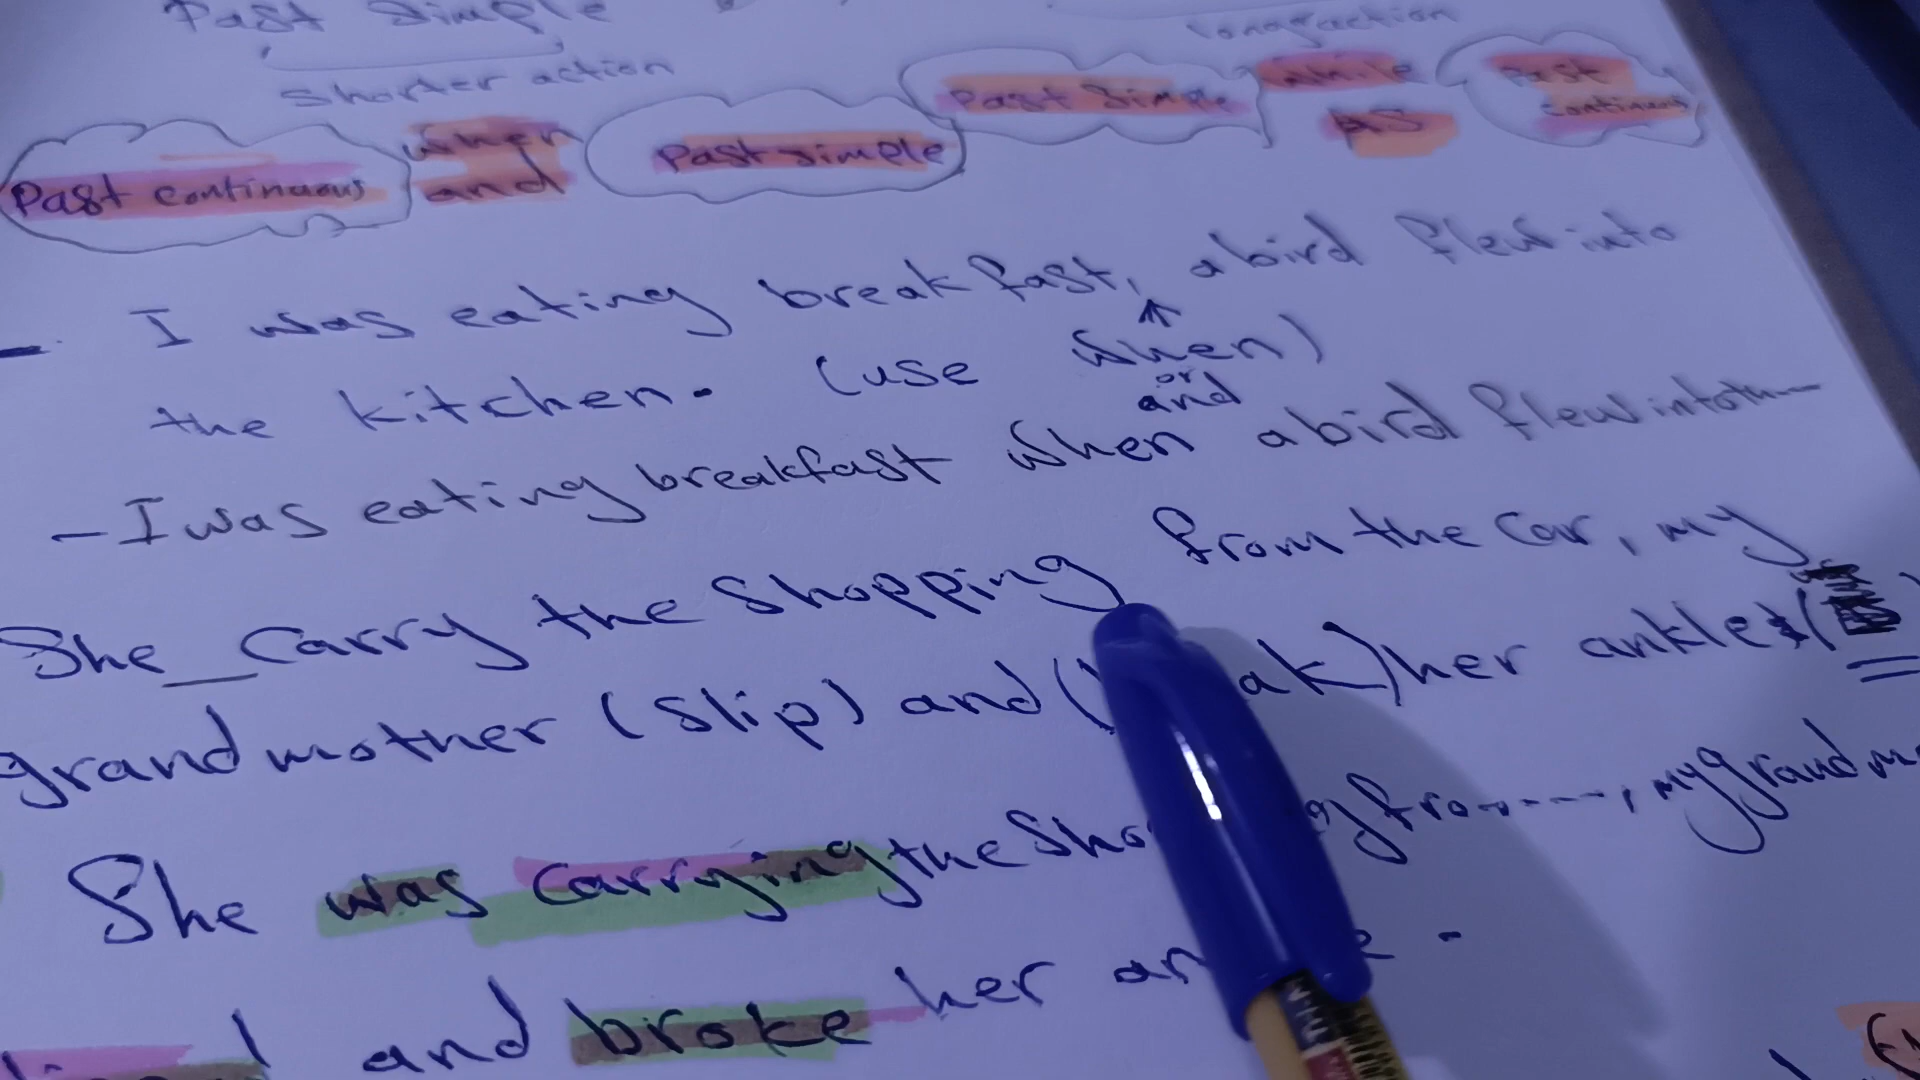 Past Simple
Shorter action
longaction
Past continuous when and Past simple
Past Simple while As Past continuous
- I was eating breakfast, a bird flew into
the kitchen. (use when)
or and
- I was eating breakfast when a bird flew into th
She _ Carry the Shopping from the Car, my
grandmother (Slip) and ( ak) her ankle
She was Carrying the Sho g fro------, my grandm
and broke her an e.